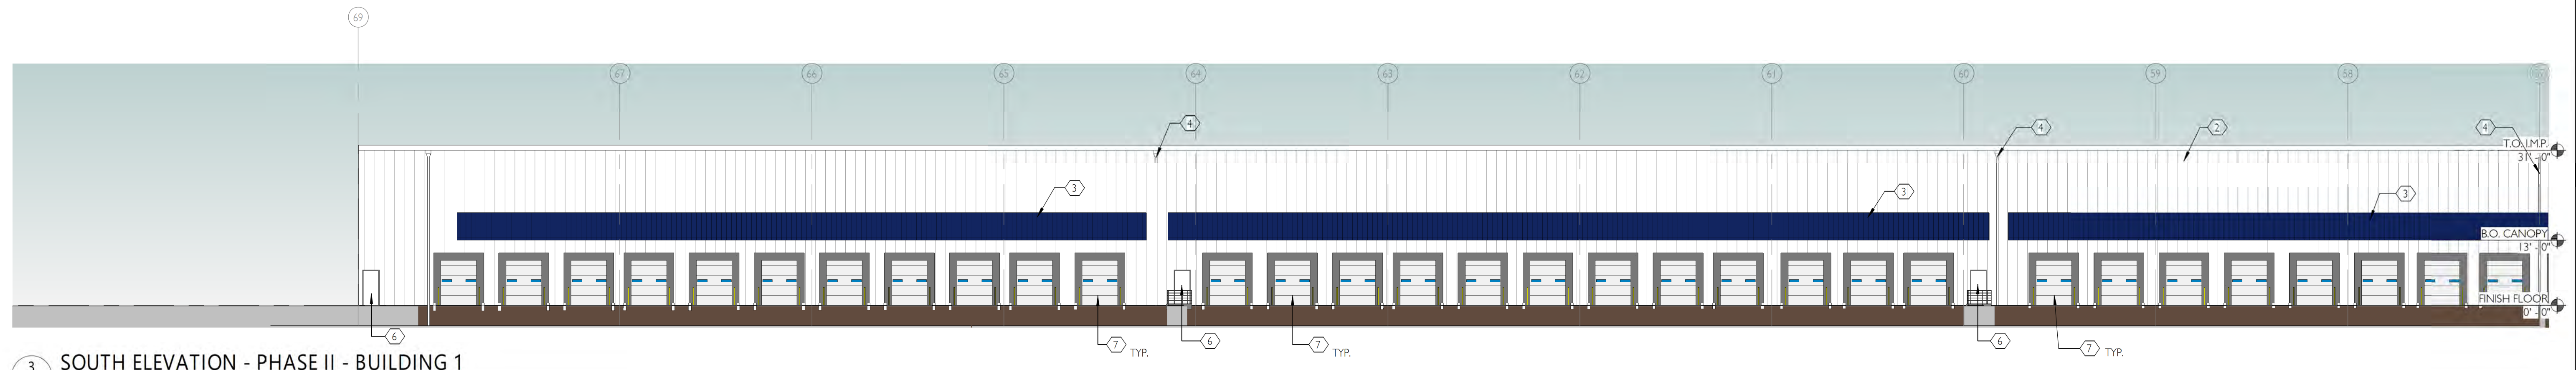 69
67
66
65
64
63
62
61
60
59
58
4
4
2
4
T.O. I.M.P.
31' - 0"
3
3
3
B.O. CANOPY
13' - 0"
FINISH FLOOR
0' - 0"
6
7 TYP.
6
7 TYP.
6
7 TYP.
3
SOUTH ELEVATION - PHASE II - BUILDING 1